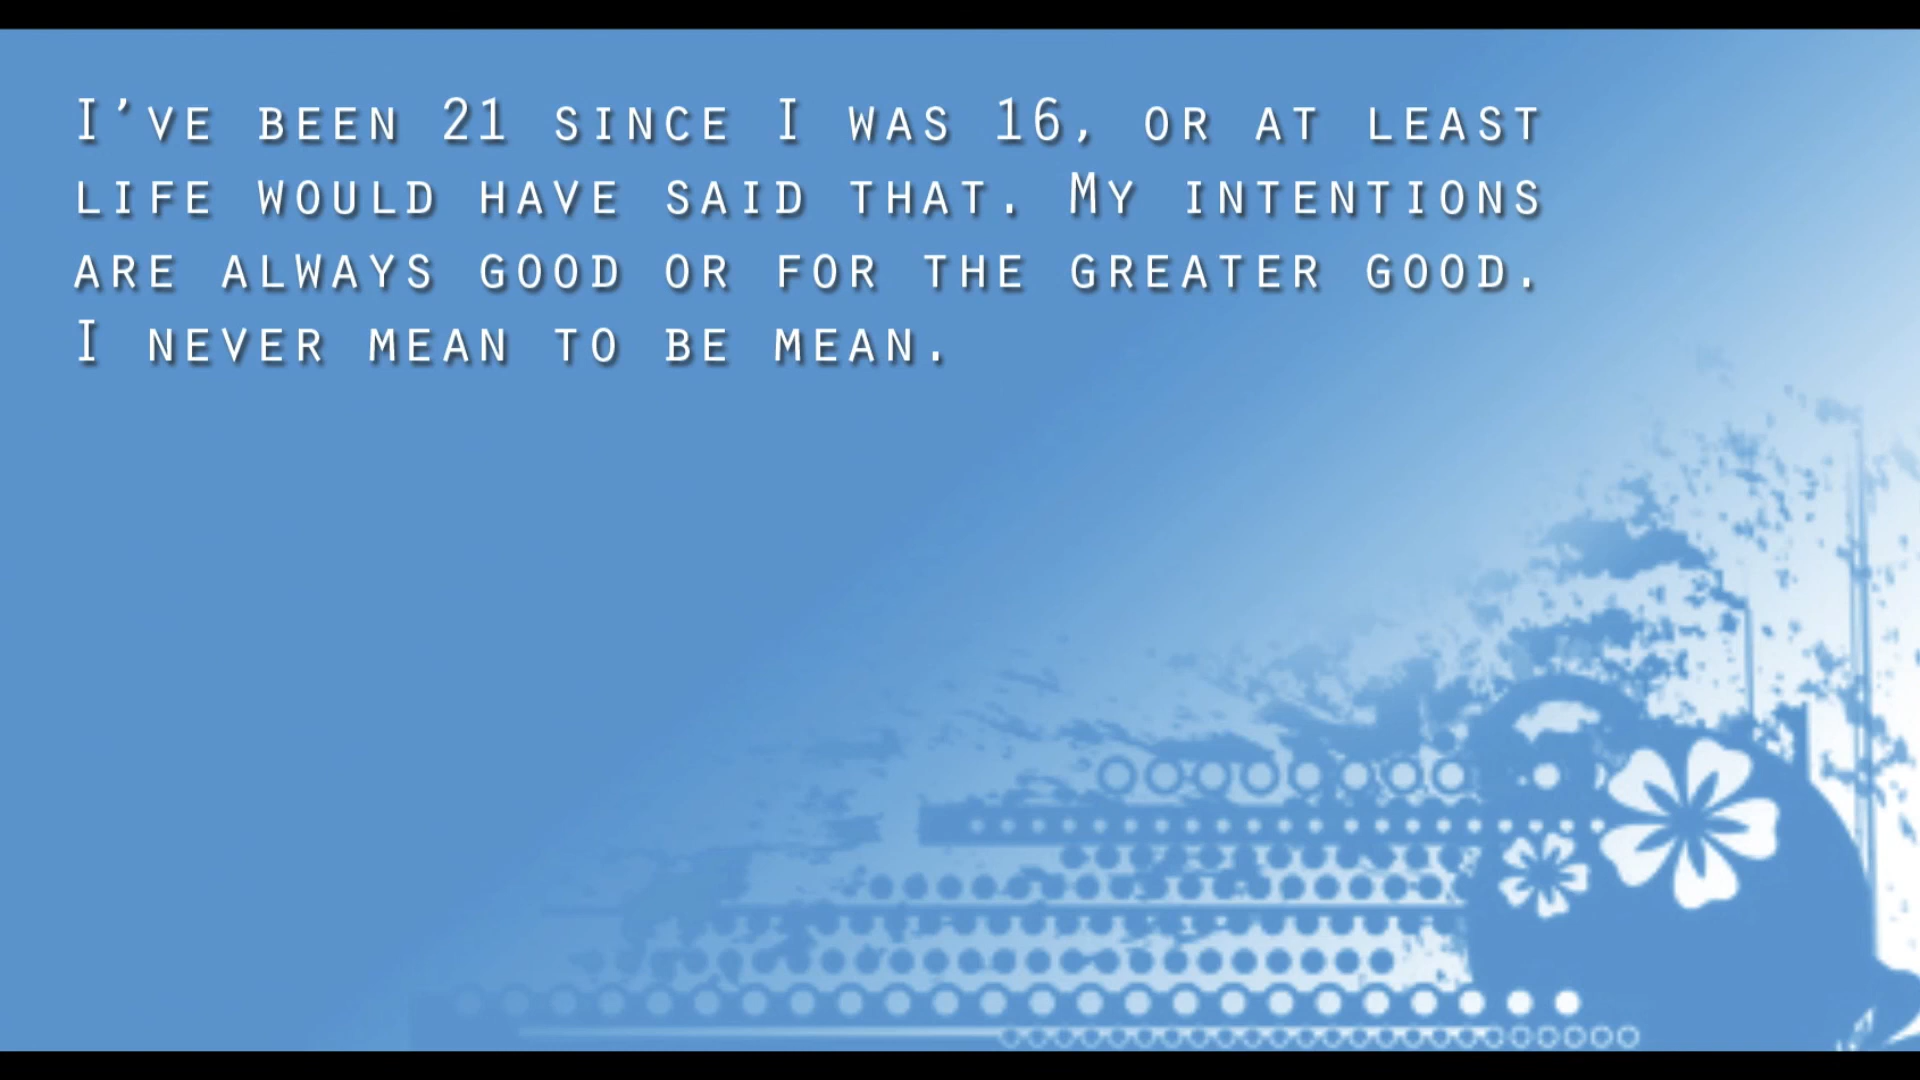 I've been 21 since I was 16, or at least
life would have said that. My intentions
are always good or for the greater good.
I never mean to be mean.